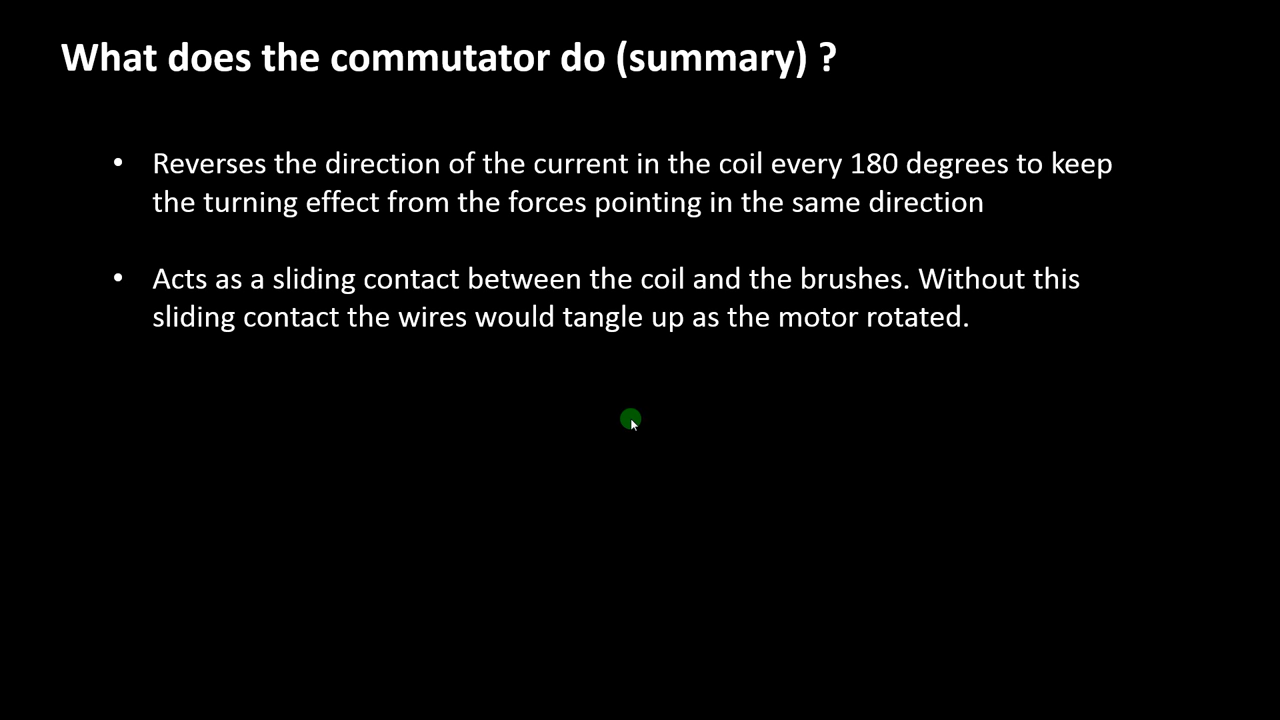 What does the commutator do (summary) ?
• Reverses the direction of the current in the coil every 180 degrees to keep
the turning effect from the forces pointing in the same direction
• Acts as a sliding contact between the coil and the brushes. Without this
sliding contact the wires would tangle up as the motor rotated.